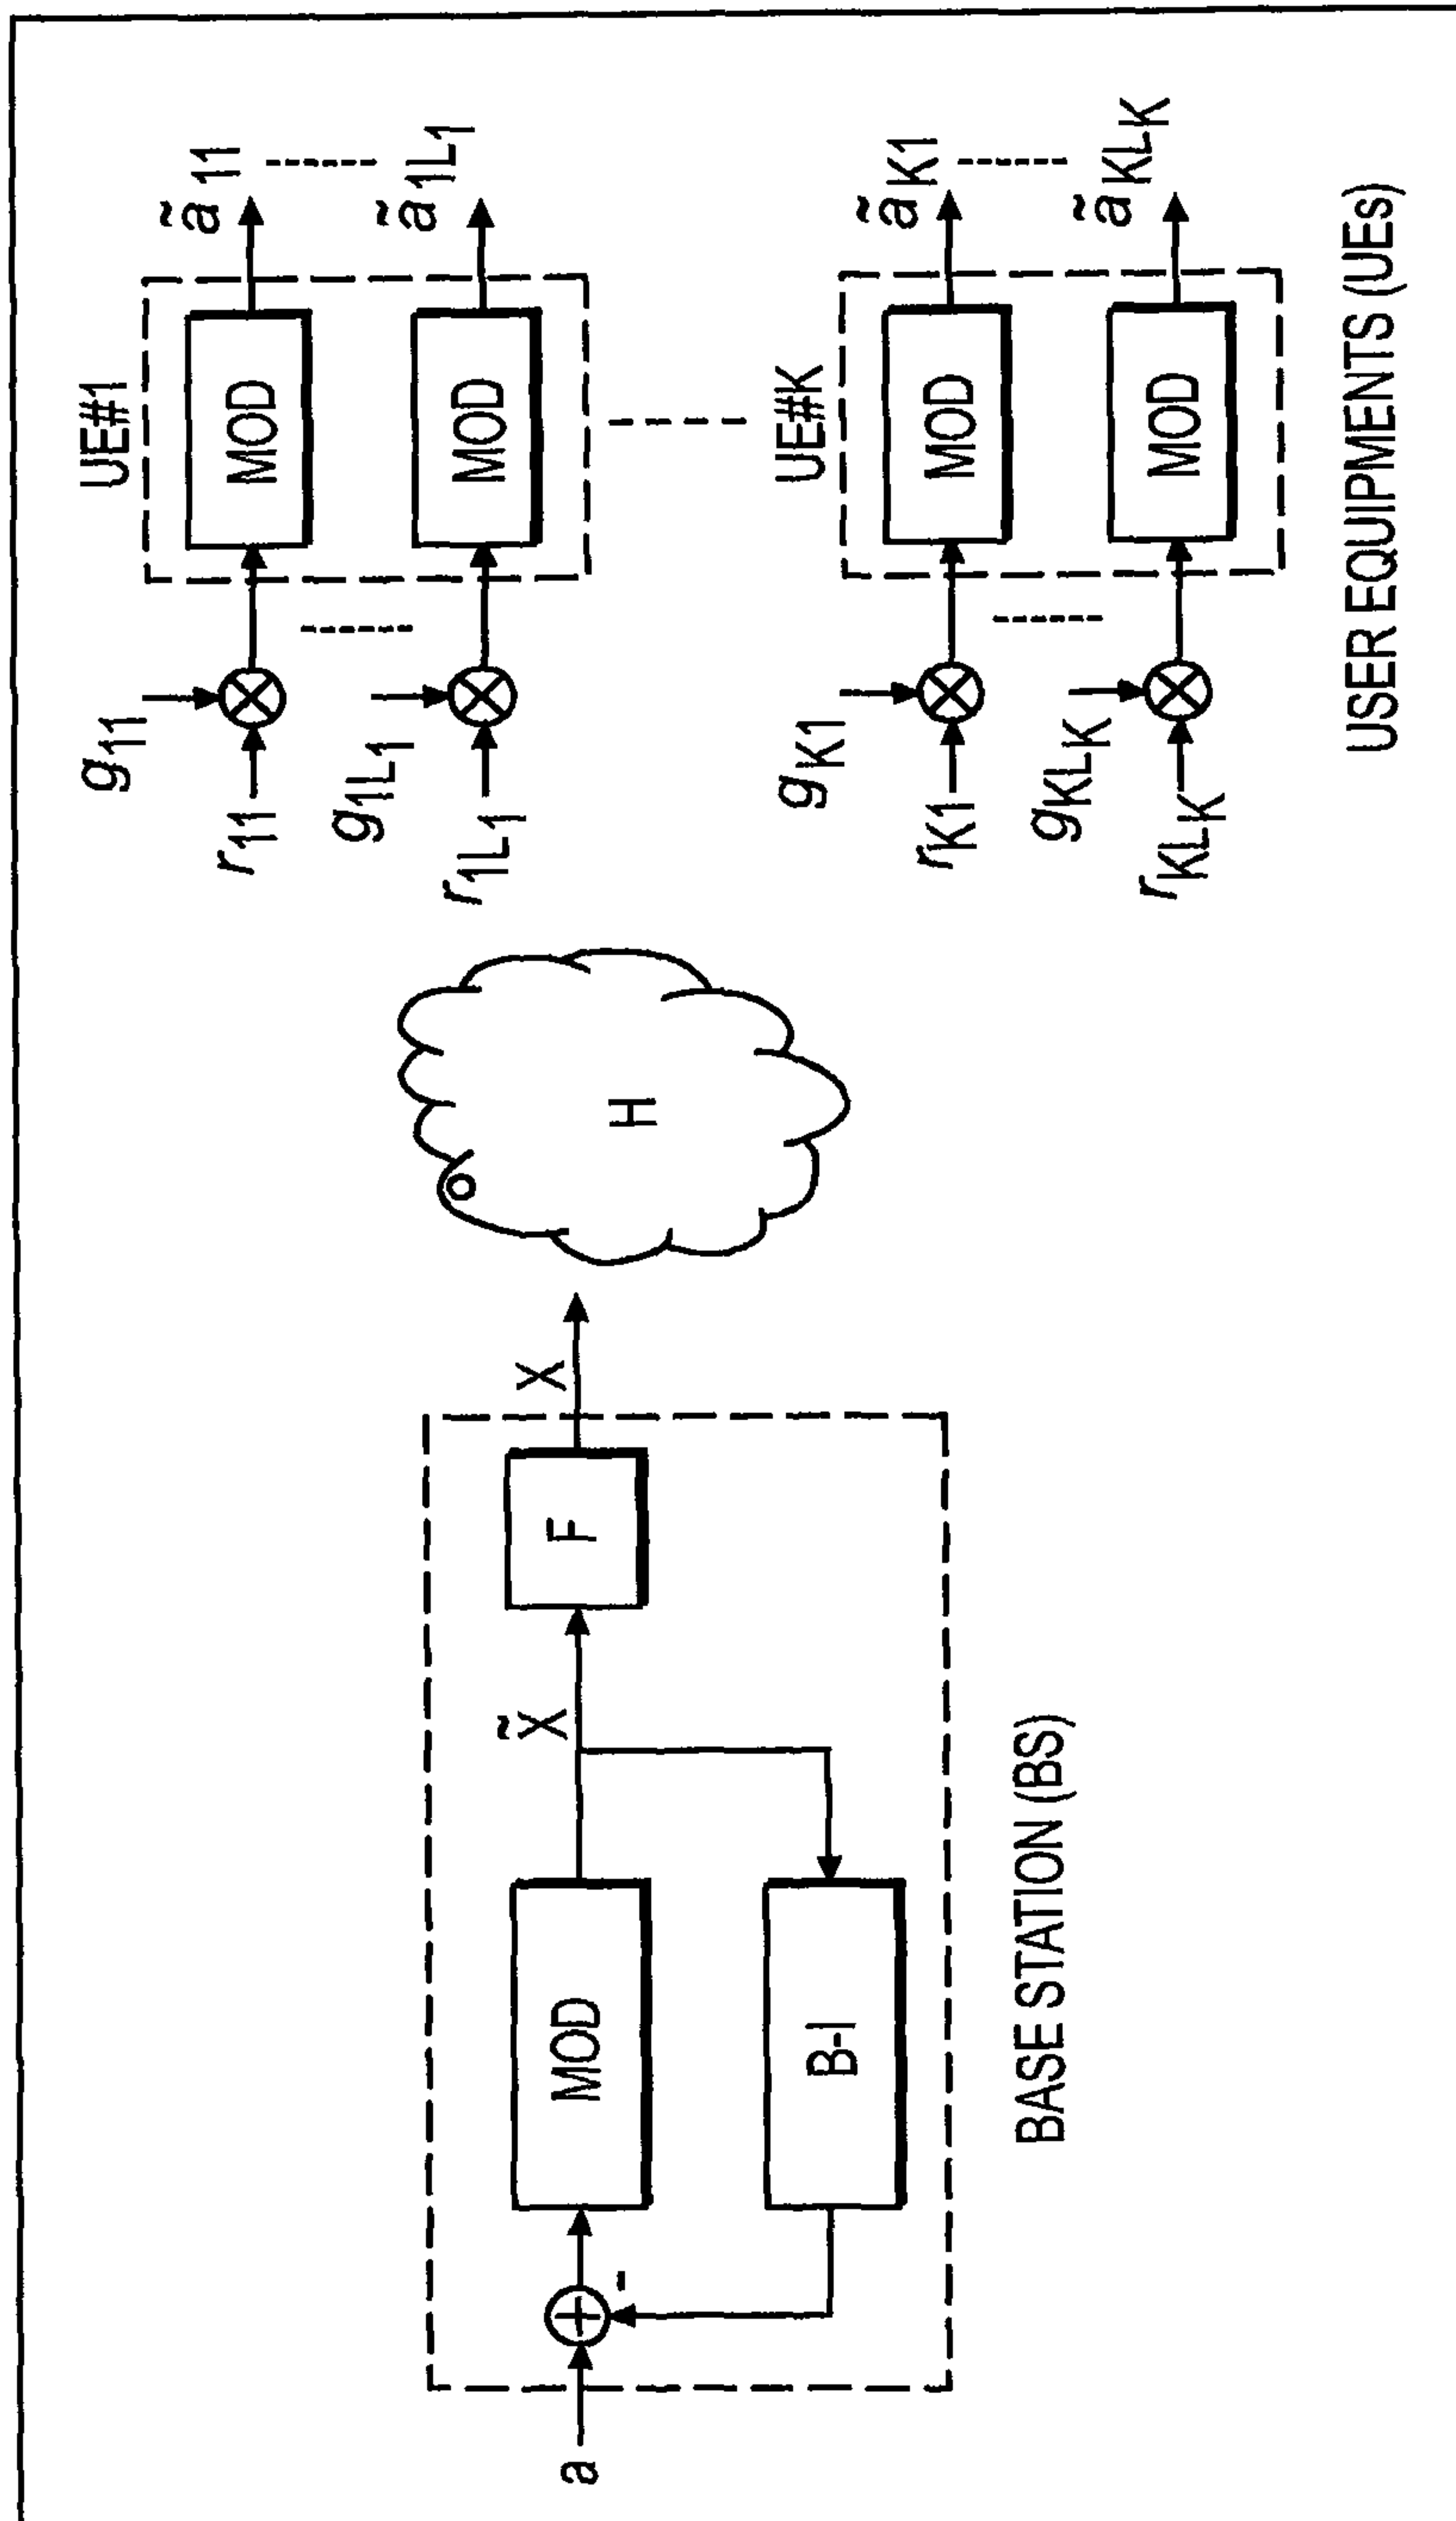 a
+
-
MOD
B-I
X̃
F
X
BASE STATION (BS)
H
g11
r11
g1L1
r1L1
UE#1
MOD
MOD
ã11
ã1L1
gK1
rK1
gKLK
rKLK
UE#K
MOD
MOD
ãK1
ãKLK
USER EQUIPMENTS (UEs)